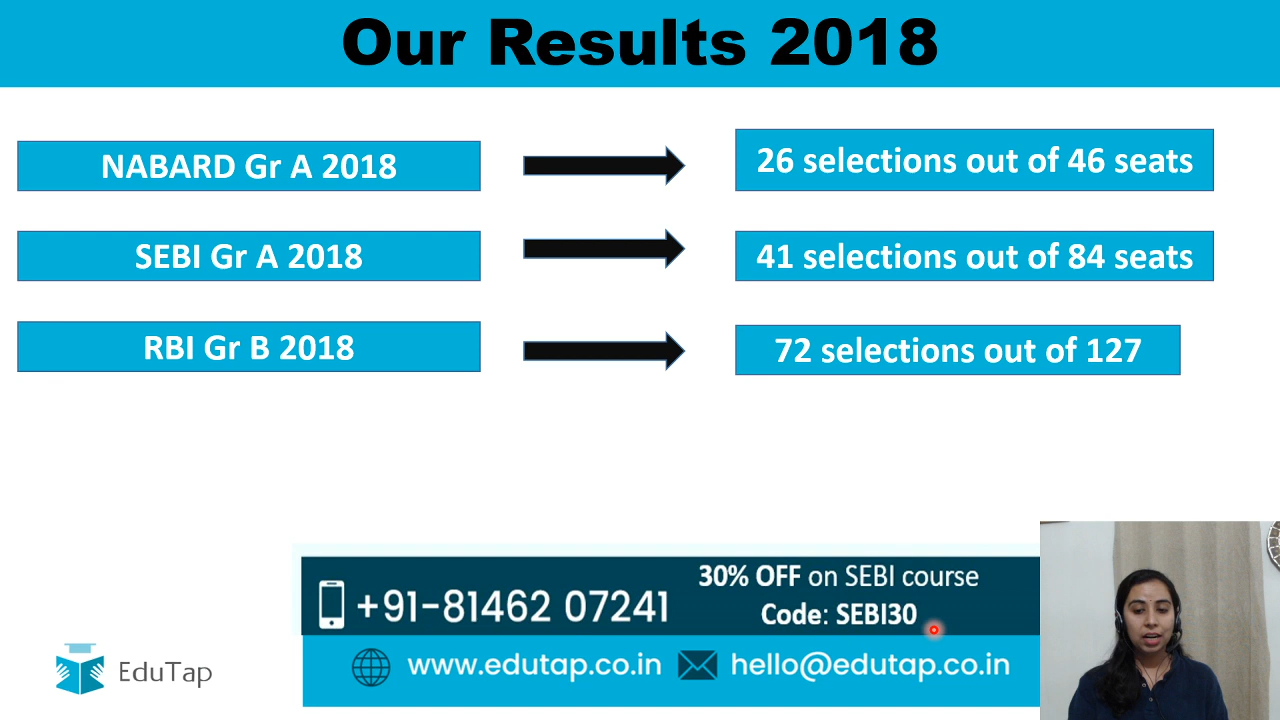 Our Results 2018
NABARD Gr A 2018
26 selections out of 46 seats
SEBI Gr A 2018
41 selections out of 84 seats
RBI Gr B 2018
72 selections out of 127
+91-81462 07241
30% OFF on SEBI course
Code: SEBI30
www.edutap.co.in
hello@edutap.co.in
EduTap